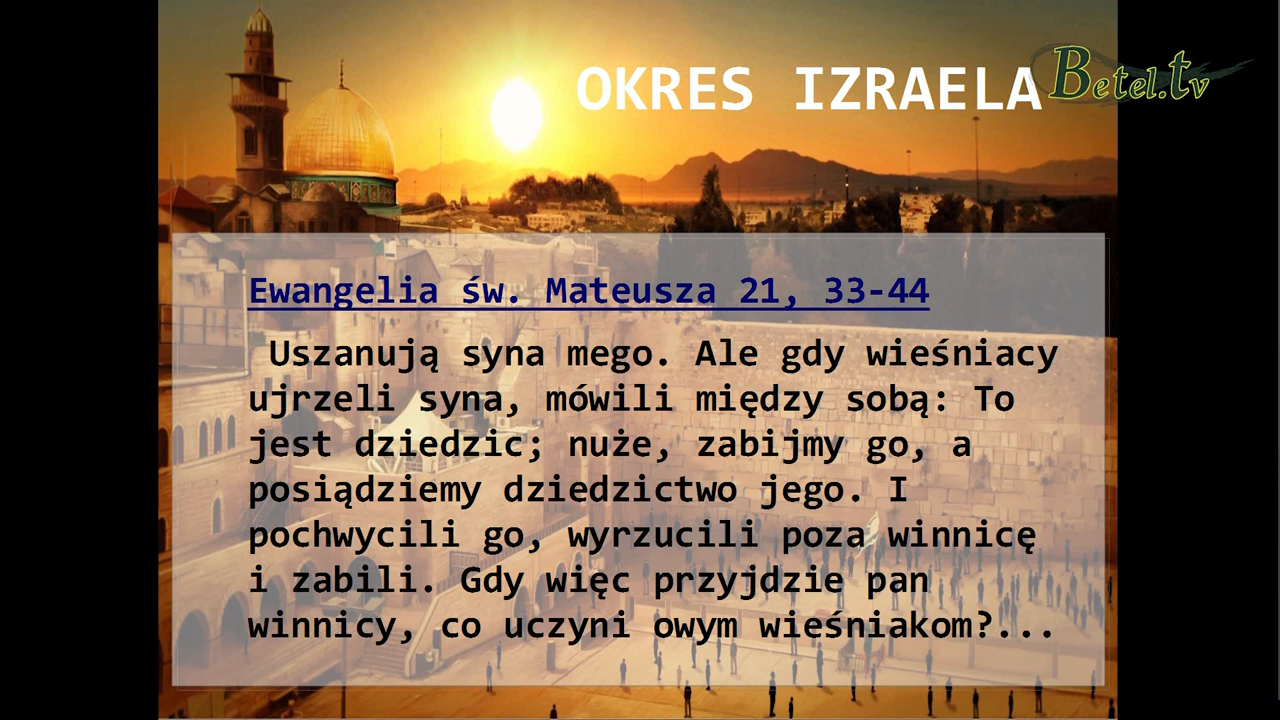 OKRES IZRAELA
Betel.tv
Ewangelia św. Mateusza 21, 33-44
Uszanują syna mego. Ale gdy wieśniacy
ujrzeli syna, mówili między sobą: To
jest dziedzic; nuże, zabijmy go, a
posiądziemy dziedzictwo jego. I
pochwycili go, wyrzucili poza winnicę
i zabili. Gdy więc przyjdzie pan
winnicy, co uczyni owym wieśniakom?...